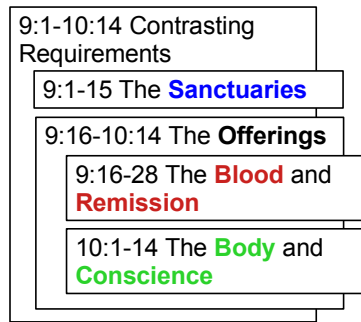 9:1-10:14 Contrasting
Requirements
9:1-15 The Sanctuaries
9:16-10:14 The Offerings
9:16-28 The Blood and
Remission
10:1-14 The Body and
Conscience